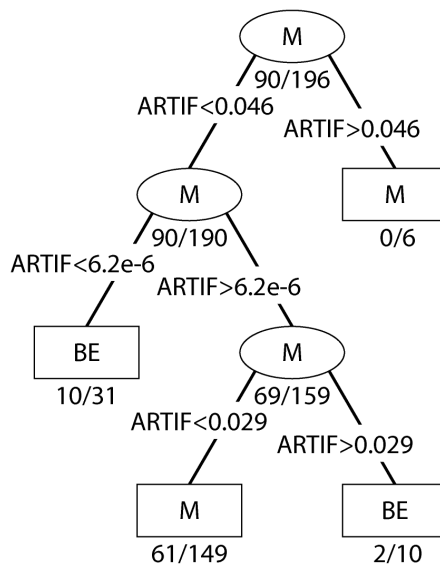 M
90/196
ARTIF<0.046
ARTIF>0.046
M
90/190
M
0/6
ARTIF<6.2e-6
ARTIF>6.2e-6
BE
10/31
M
69/159
ARTIF<0.029
ARTIF>0.029
M
61/149
BE
2/10